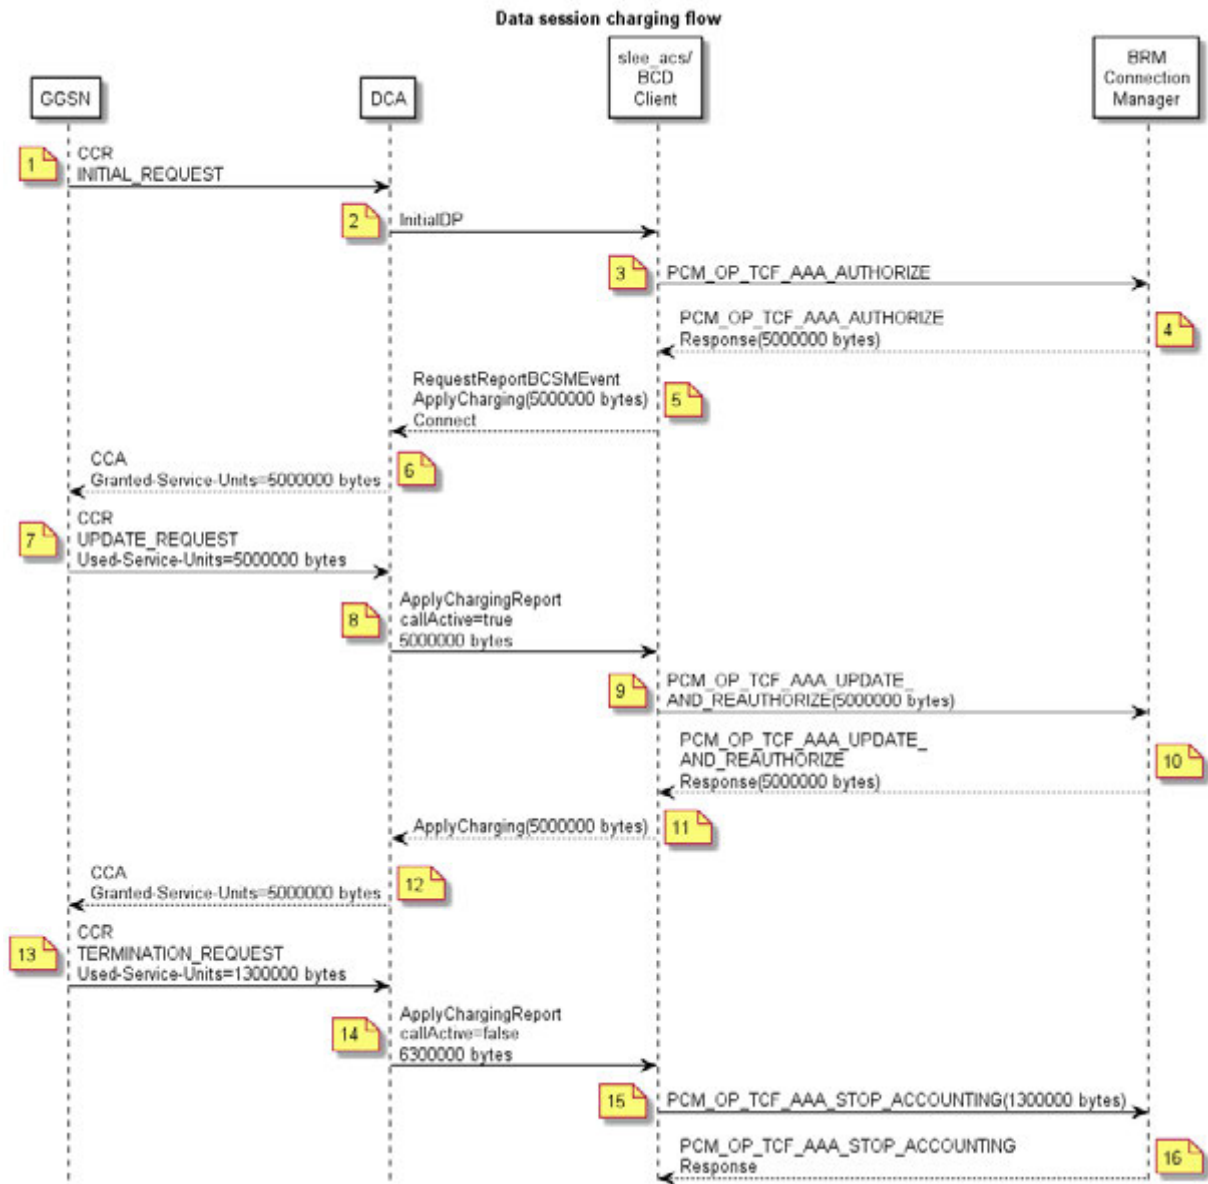 Data session charging flow
GGSN
DCA
slee_acs/
BCD
Client
BRM
Connection
Manager
1
CCR
INITIAL_REQUEST
2
InitialDP
3
PCM_OP_TCF_AAA_AUTHORIZE
PCM_OP_TCF_AAA_AUTHORIZE
Response(5000000 bytes)
4
RequestReportBCSMEvent
ApplyCharging(5000000 bytes)
Connect
5
CCA
Granted-Service-Units=5000000 bytes
6
7
CCR
UPDATE_REQUEST
Used-Service-Units=5000000 bytes
8
ApplyChargingReport
callActive=true
5000000 bytes
9
PCM_OP_TCF_AAA_UPDATE_
AND_REAUTHORIZE(5000000 bytes)
PCM_OP_TCF_AAA_UPDATE_
AND_REAUTHORIZE
Response(5000000 bytes)
10
ApplyCharging(5000000 bytes)
11
CCA
Granted-Service-Units=5000000 bytes
12
13
CCR
TERMINATION_REQUEST
Used-Service-Units=1300000 bytes
14
ApplyChargingReport
callActive=false
6300000 bytes
15
PCM_OP_TCF_AAA_STOP_ACCOUNTING(1300000 bytes)
PCM_OP_TCF_AAA_STOP_ACCOUNTING
Response
16